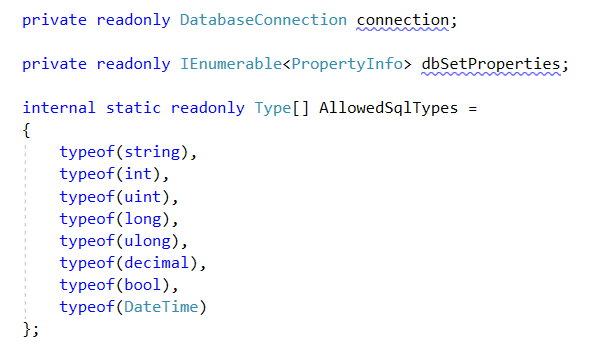 private readonly DatabaseConnection connection;
private readonly IEnumerable<PropertyInfo> dbSetProperties;
internal static readonly Type[] AllowedSqlTypes =
{
    typeof(string),
    typeof(int),
    typeof(uint),
    typeof(long),
    typeof(ulong),
    typeof(decimal),
    typeof(bool),
    typeof(DateTime)
};